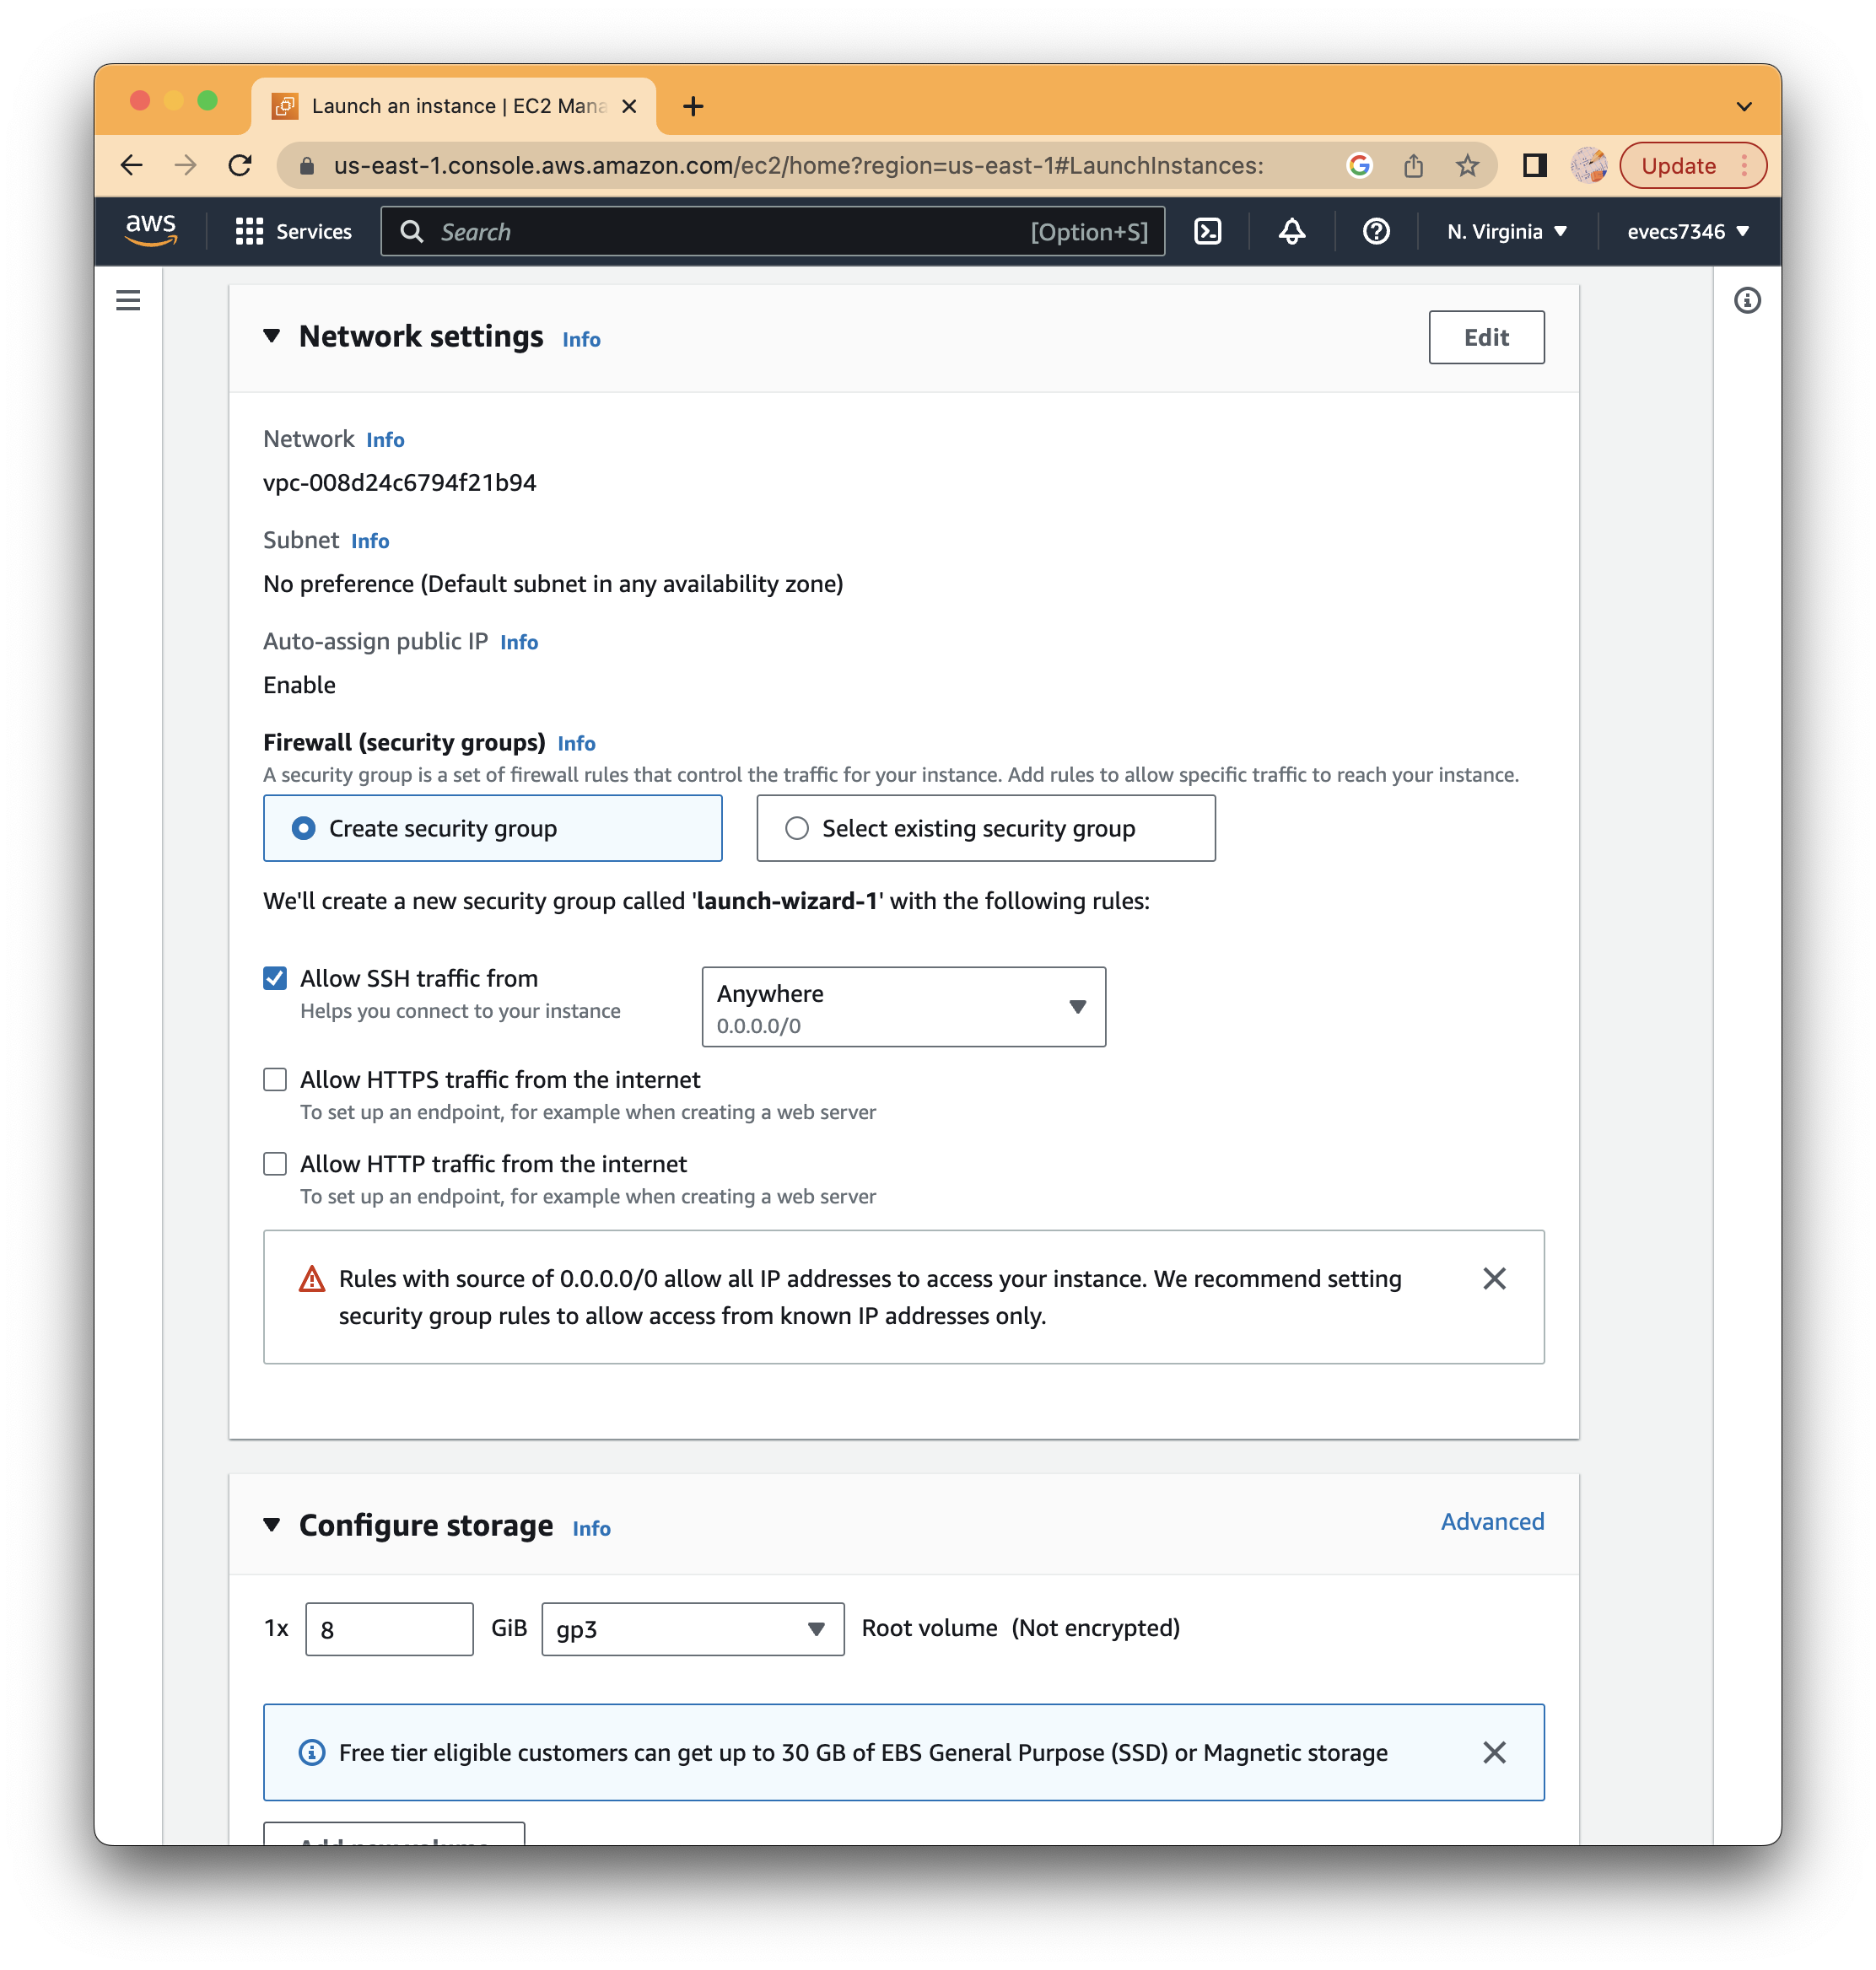 Launch an instance | EC2 Mana
us-east-1.console.aws.amazon.com/ec2/home?region=us-east-1#LaunchInstances:
Update
aws
Services
Search
[Option+S]
N. Virginia
evecs7346
Network settings Info
Edit
Network Info
vpc-008d24c6794f21b94
Subnet Info
No preference (Default subnet in any availability zone)
Auto-assign public IP Info
Enable
Firewall (security groups) Info
A security group is a set of firewall rules that control the traffic for your instance. Add rules to allow specific traffic to reach your instance.
Create security group
Select existing security group
We'll create a new security group called 'launch-wizard-1' with the following rules:
Allow SSH traffic from
Helps you connect to your instance
Anywhere
0.0.0.0/0
Allow HTTPS traffic from the internet
To set up an endpoint, for example when creating a web server
Allow HTTP traffic from the internet
To set up an endpoint, for example when creating a web server
Rules with source of 0.0.0.0/0 allow all IP addresses to access your instance. We recommend setting
security group rules to allow access from known IP addresses only.
Configure storage Info
Advanced
1x 8 GiB gp3 Root volume (Not encrypted)
Free tier eligible customers can get up to 30 GB of EBS General Purpose (SSD) or Magnetic storage
Add new volume